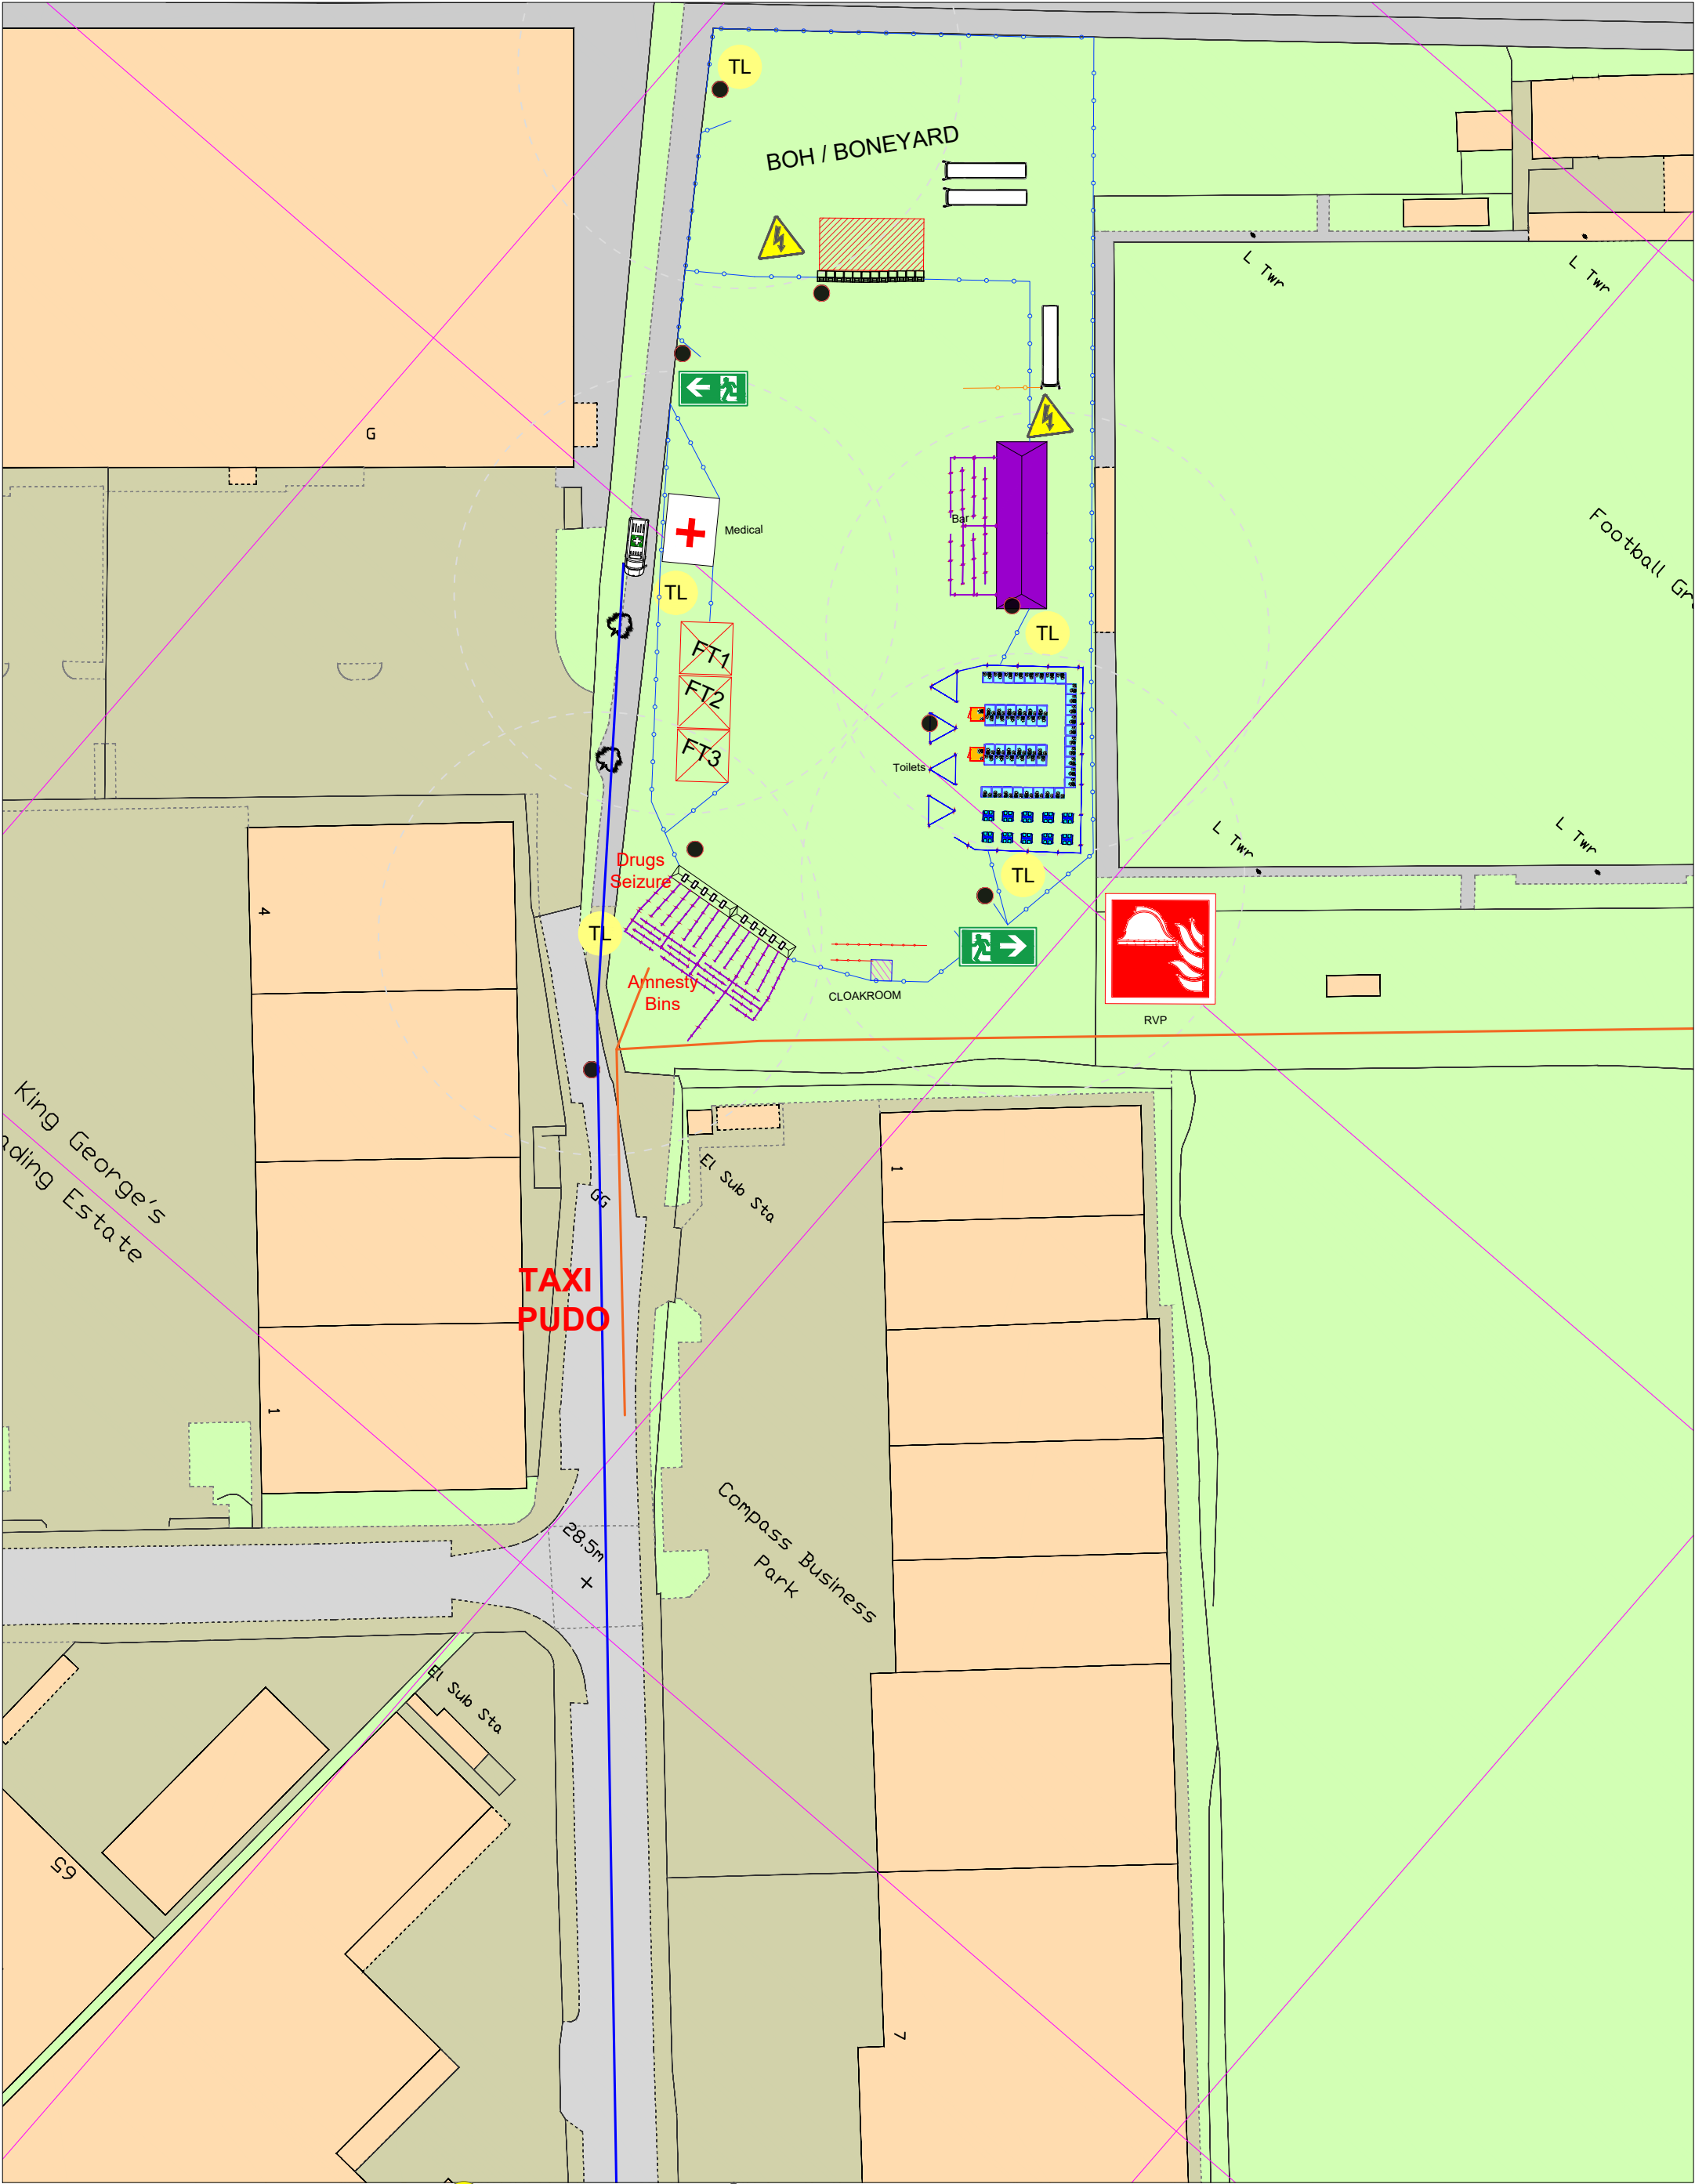 TL
BOH / BONEYARD
L Twr
L Twr
G
Football
Bar
Medical
TL
TL
FT1
FT2
FT3
Toilets
L Twr
L Twr
Drugs
Seizure
TL
4
TL
Amnesty
Bins
CLOAKROOM
RVP
King George's
Estate
El Sub Sta
1
GG
TAXI
PUDO
1
28.5m
Compass Business
Park
El Sub Sta
65
7